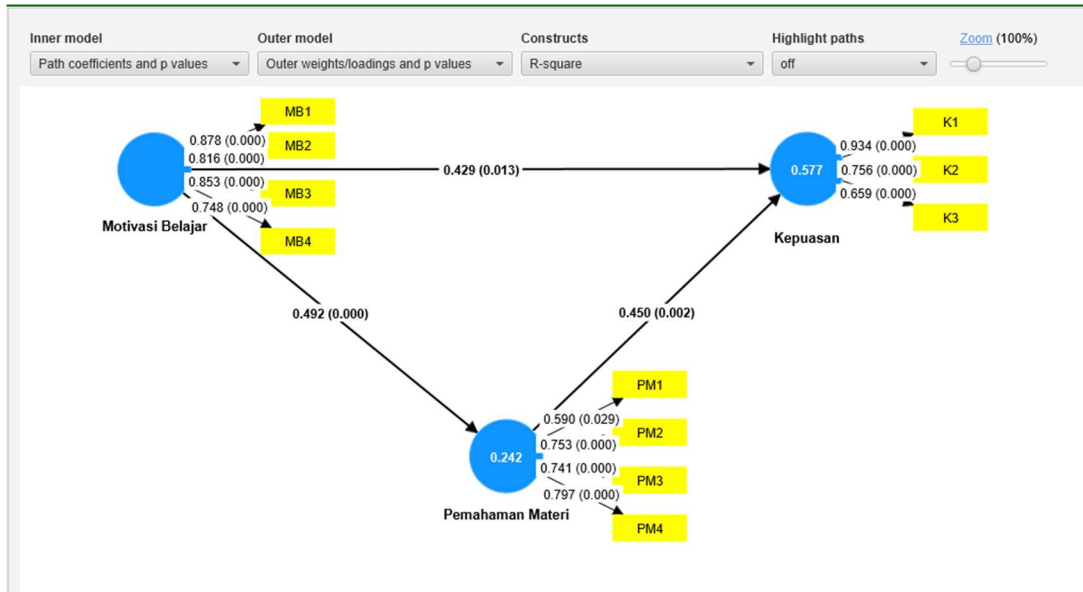 Inner model
Outer model
Constructs
Highlight paths
Zoom (100%)
Path coefficients and p values
Outer weights/loadings and p values
R-square
off
MB1
0.878 (0.000)
MB2
0.816 (0.000)
0.853 (0.000)
MB3
0.748 (0.000)
MB4
Motivasi Belajar
0.429 (0.013)
K1
0.934 (0.000)
0.577
0.756 (0.000)
K2
0.659 (0.000)
K3
Kepuasan
0.492 (0.000)
0.450 (0.002)
PM1
0.590 (0.029)
PM2
0.753 (0.000)
0.242
0.741 (0.000)
PM3
0.797 (0.000)
PM4
Pemahaman Materi